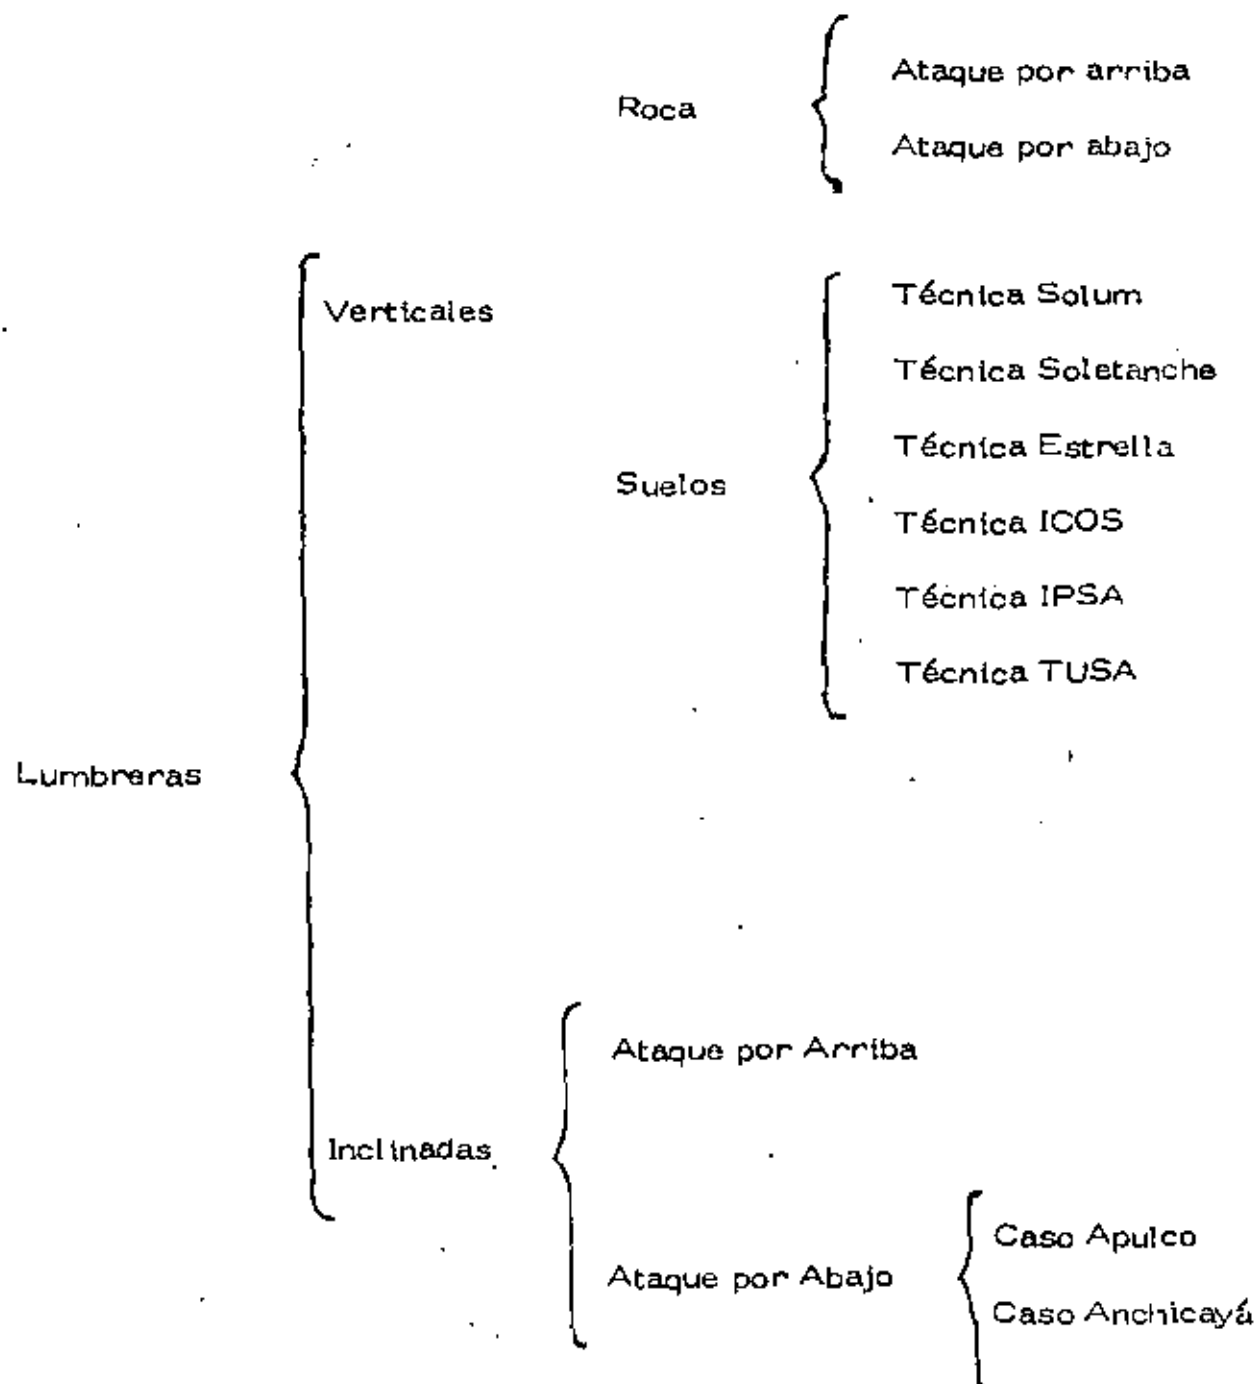 Roca
Ataque por arriba
Ataque por abajo
Verticales
Técnica Solum
Técnica Soletanche
Técnica Estrella
Suelos
Técnica ICOS
Técnica IPSA
Técnica TUSA
Lumbreras
Ataque por Arriba
Inclinadas
Ataque por Abajo
Caso Apulco
Caso Anchicayá